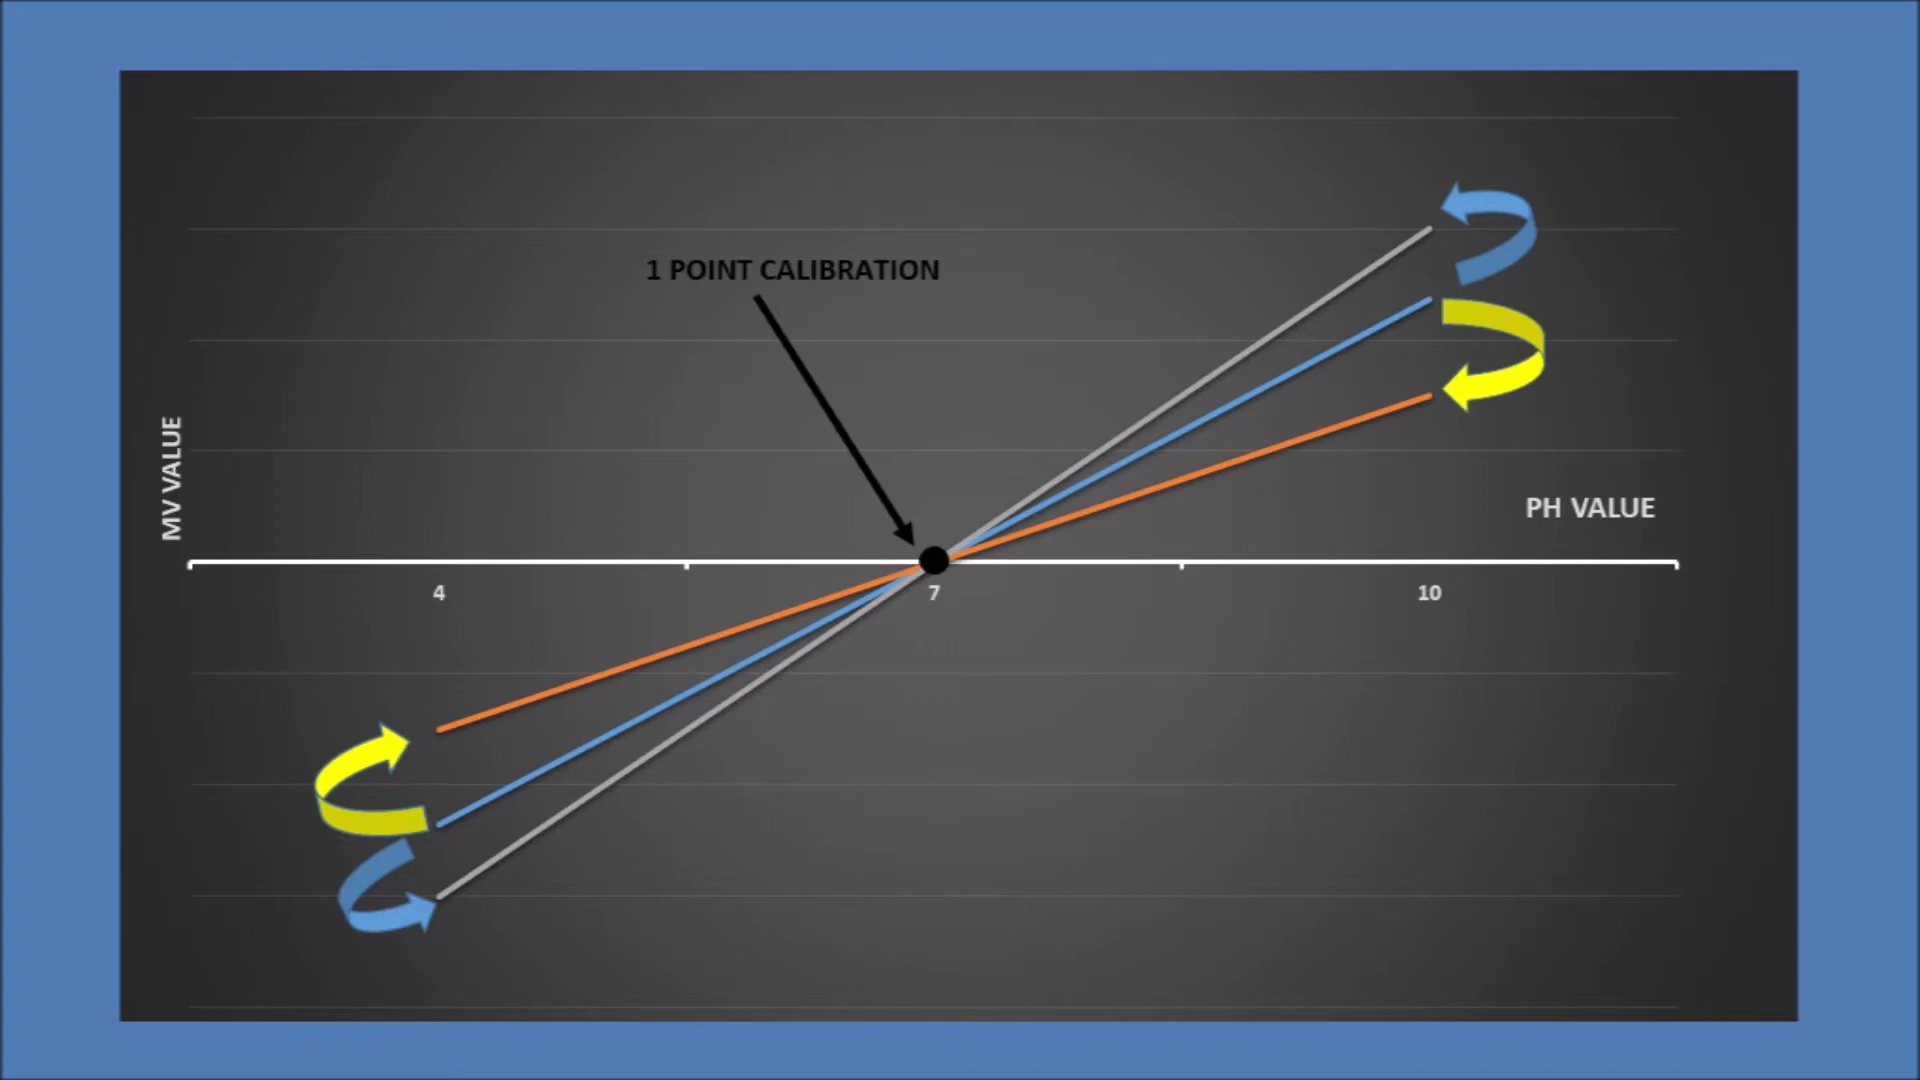 1 POINT CALIBRATION
MV VALUE
PH VALUE
4
7
10